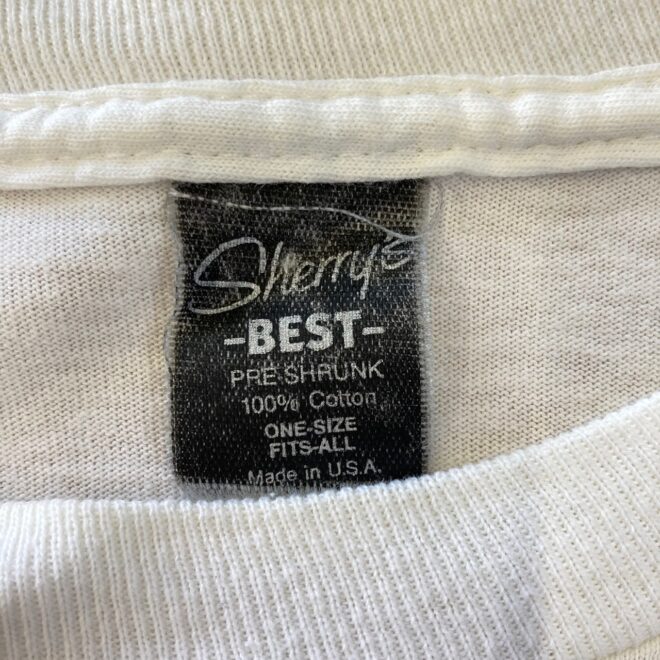 Sherry's
-BEST-
PRE SHRUNK
100% Cotton
ONE-SIZE
FITS-ALL
Made in U.S.A.